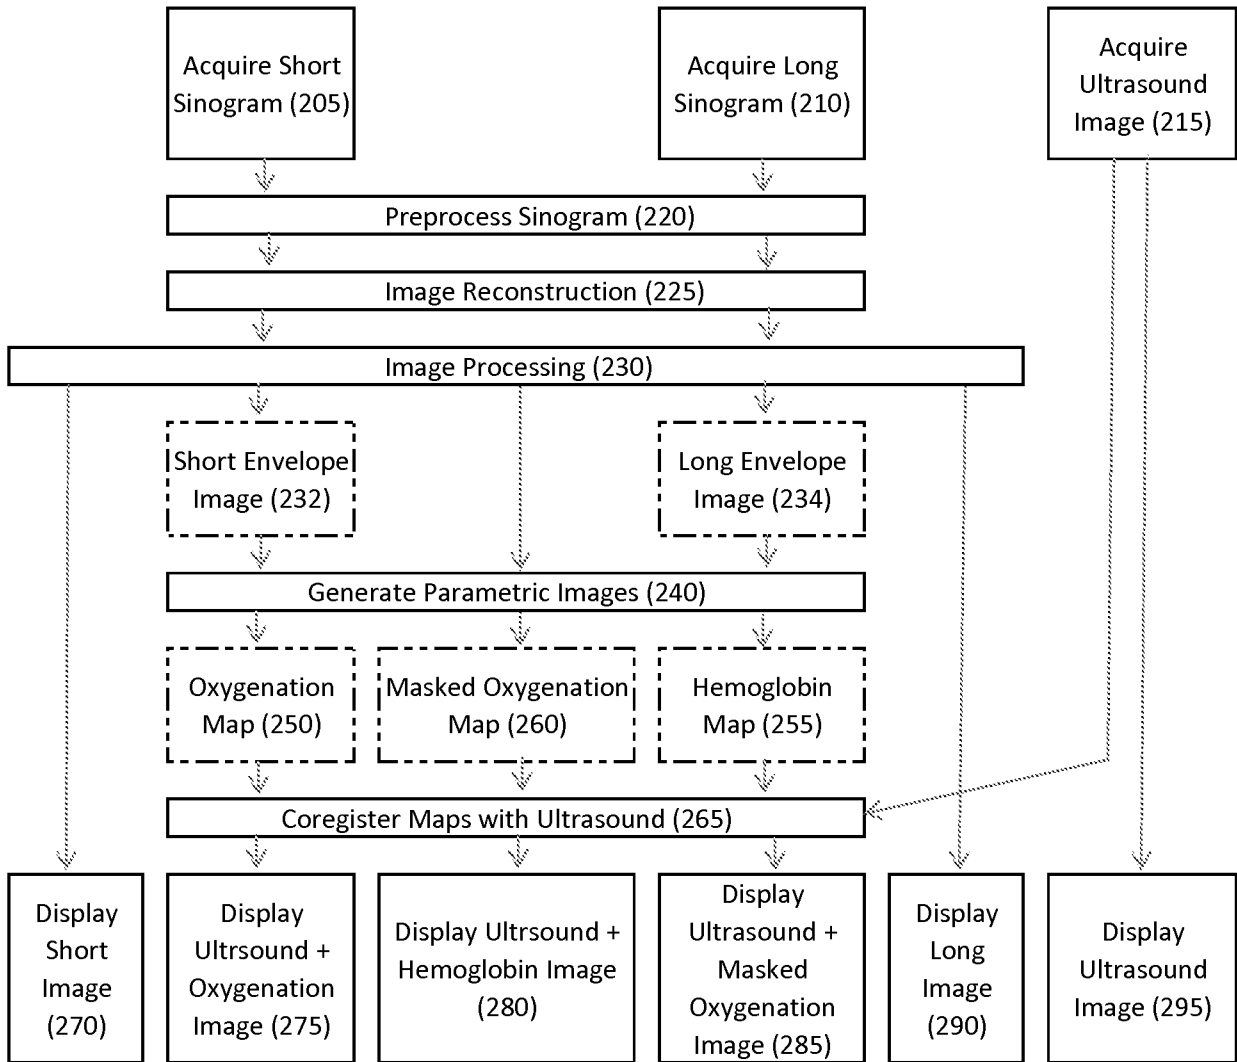 Acquire Short
Sinogram (205)
Acquire Long
Sinogram (210)
Acquire
Ultrasound
Image (215)
Preprocess Sinogram (220)
Image Reconstruction (225)
Image Processing (230)
Short Envelope
Image (232)
Long Envelope
Image (234)
Generate Parametric Images (240)
Oxygenation
Map (250)
Masked Oxygenation
Map (260)
Hemoglobin
Map (255)
Coregister Maps with Ultrasound (265)
Display
Short
Image
(270)
Display
Ultrsound +
Oxygenation
Image (275)
Display Ultrsound +
Hemoglobin Image
(280)
Display
Ultrasound +
Masked
Oxygenation
Image (285)
Display
Long
Image
(290)
Display
Ultrasound
Image (295)